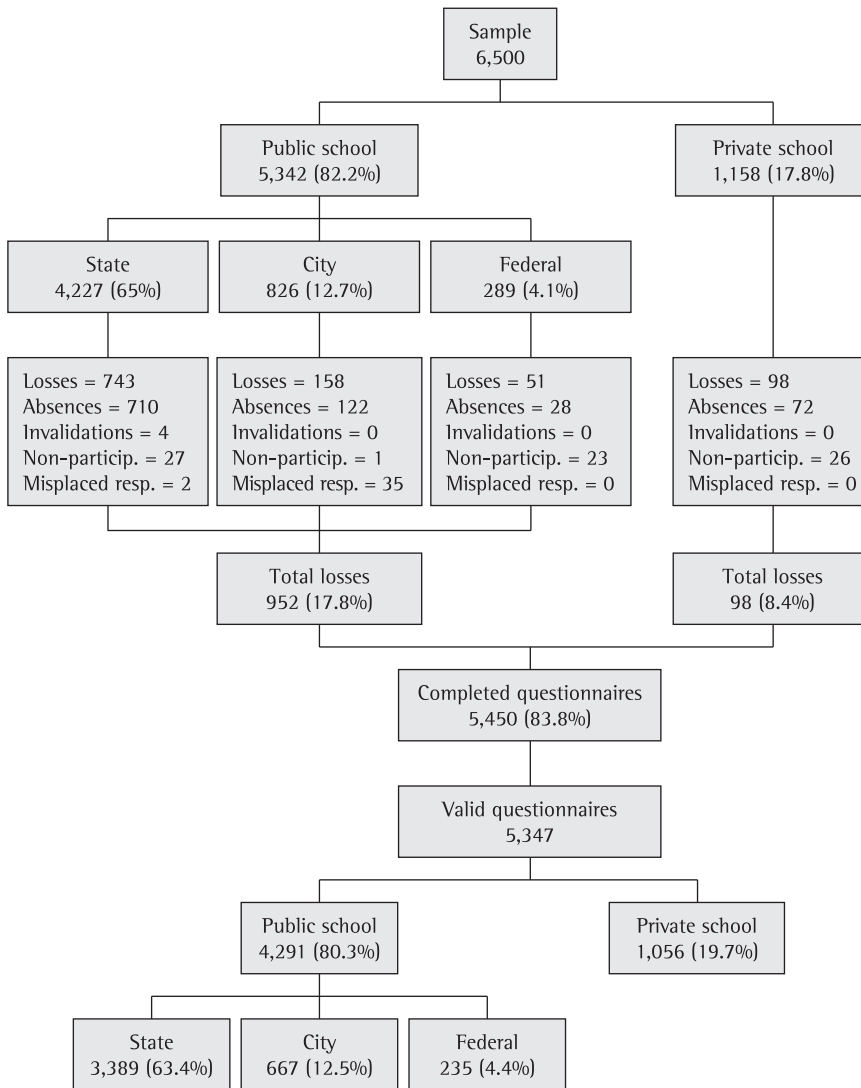 Sample
6,500
Public school
5,342 (82.2%)
Private school
1,158 (17.8%)
State
4,227 (65%)
City
826 (12.7%)
Federal
289 (4.1%)
Losses = 743
Absences = 710
Invalidations = 4
Non-particip. = 27
Misplaced resp. = 2
Losses = 158
Absences = 122
Invalidations = 0
Non-particip. = 1
Misplaced resp. = 35
Losses = 51
Absences = 28
Invalidations = 0
Non-particip. = 23
Misplaced resp. = 0
Losses = 98
Absences = 72
Invalidations = 0
Non-particip. = 26
Misplaced resp. = 0
Total losses
952 (17.8%)
Total losses
98 (8.4%)
Completed questionnaires
5,450 (83.8%)
Valid questionnaires
5,347
Public school
4,291 (80.3%)
Private school
1,056 (19.7%)
State
3,389 (63.4%)
City
667 (12.5%)
Federal
235 (4.4%)